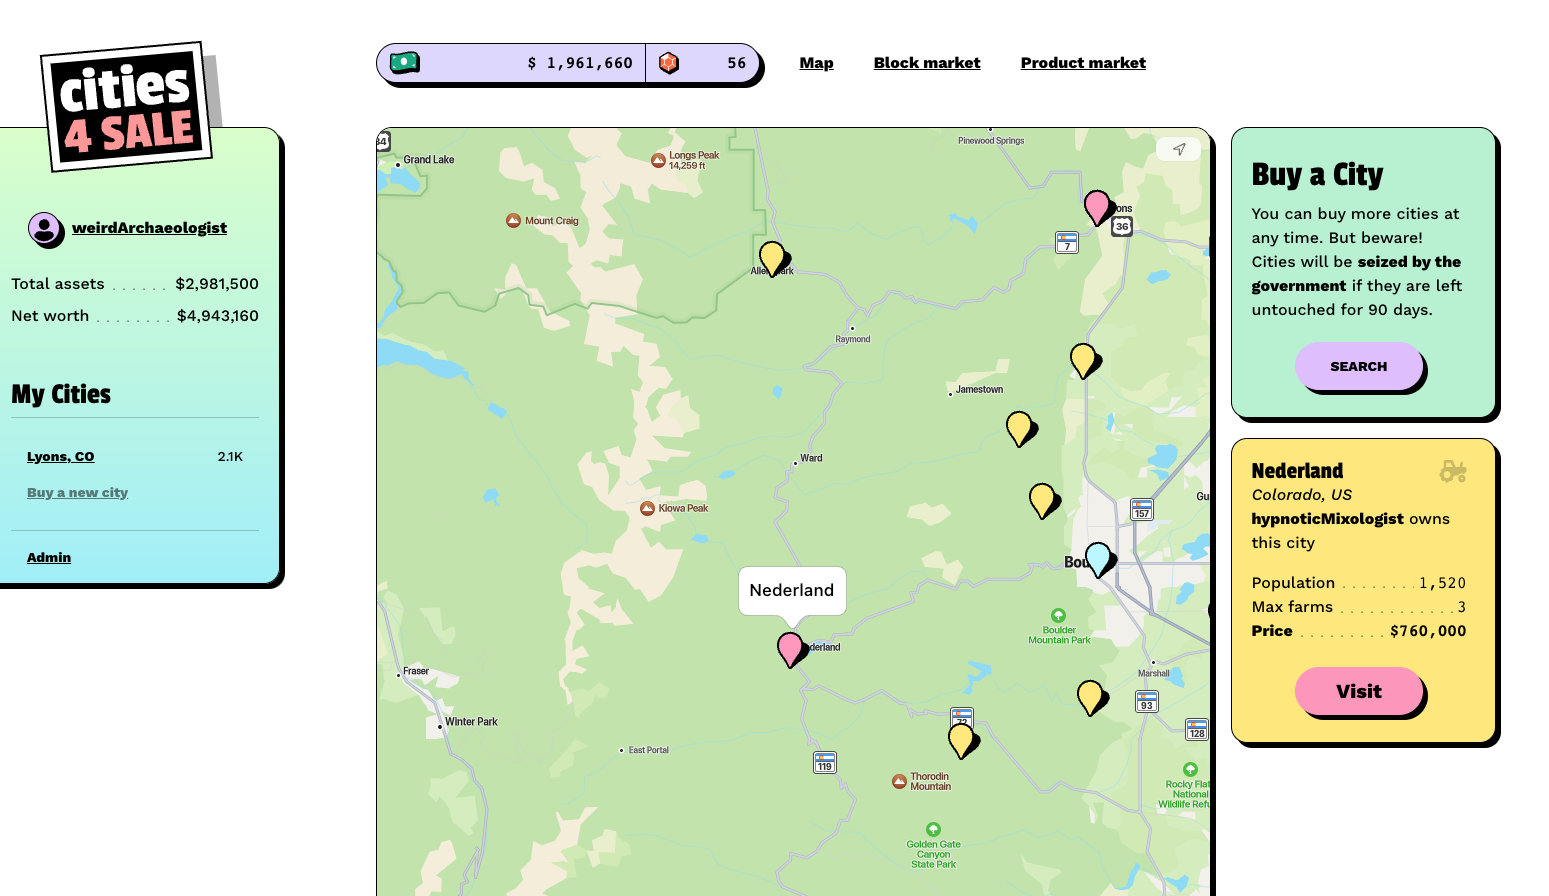 cities
4 SALE
$ 1,961,660
56
Map
Block market
Product market
weirdArchaeologist
Total assets . . . . . . $2,981,500
Net worth . . . . . . . . $4,943,160
My Cities
Lyons, CO 2.1K
Buy a new city
Admin
34
Grand Lake
Longs Peak
14,259 ft
Pinewood Springs
Mount Craig
ons
36
7
Raymond
Jamestown
Ward
Kiowa Peak
Gu
157
Bou
Nederland
derland
Boulder
Mountain Park
Fraser
Marshall
93
Winter Park
72
128
East Portal
119
Thorodin
Mountain
Rocky Flat
National
Wildlife Refu
Golden Gate
Canyon
State Park
Buy a City
You can buy more cities at
any time. But beware!
Cities will be seized by the
government if they are left
untouched for 90 days.
SEARCH
Nederland
Colorado, US
hypnoticMixologist owns
this city
Population . . . . . . . . 1,520
Max farms . . . . . . . . . . . . 3
Price . . . . . . . . . $760,000
Visit